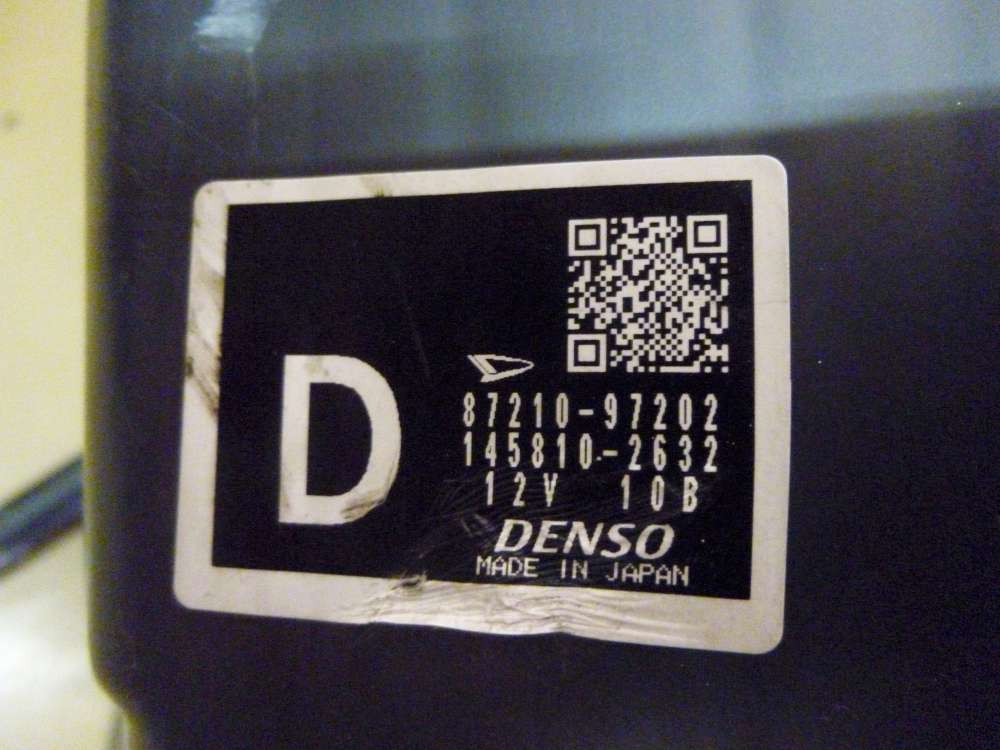 D
87210-97202
145810-2632
12V 10B
DENSO
MADE IN JAPAN